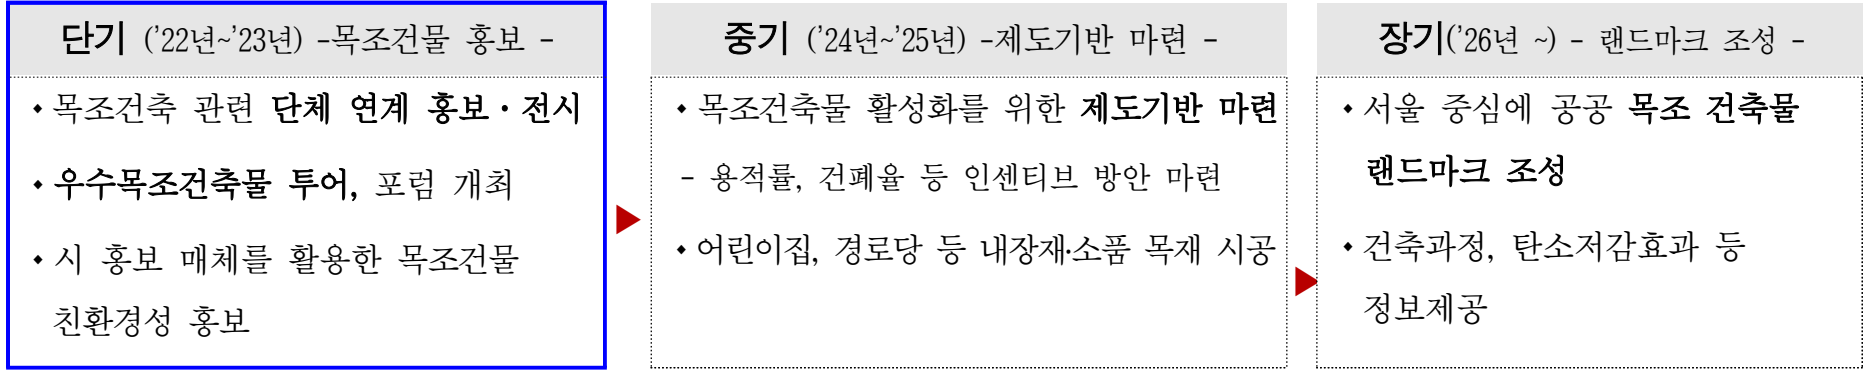 단기 (’22년~’23년) -목조건물 홍보 -
⬩목조건축 관련 단체 연계 홍보·전시
⬩우수목조건축물 투어, 포럼 개최
⬩시 홍보 매체를 활용한 목조건물
친환경성 홍보
중기 (’24년~’25년) -제도기반 마련 -
⬩목조건축물 활성화를 위한 제도기반 마련
- 용적률, 건폐율 등 인센티브 방안 마련
⬩어린이집, 경로당 등 내장재·소품 목재 시공
장기(’26년 ~) - 랜드마크 조성 -
⬩서울 중심에 공공 목조 건축물
랜드마크 조성
⬩건축과정, 탄소저감효과 등
정보제공